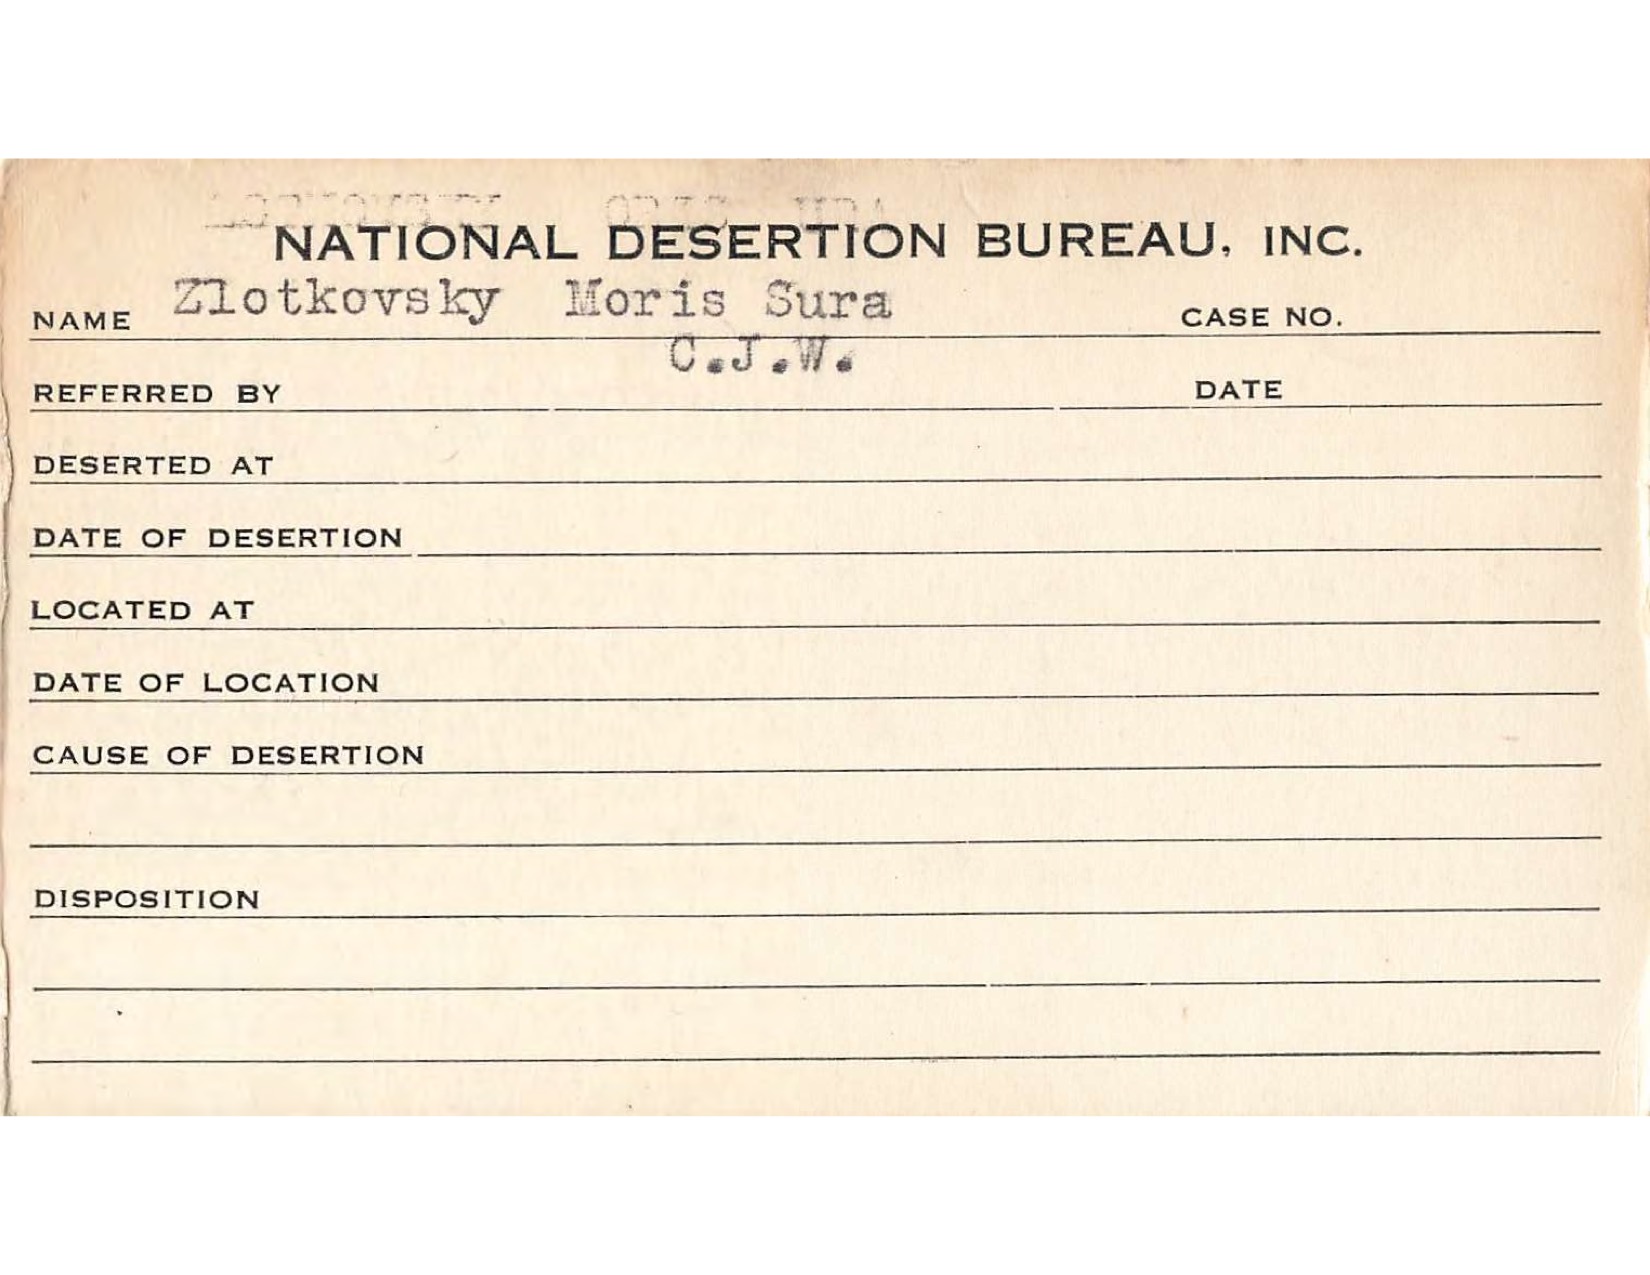 NATIONAL DESERTION BUREAU, INC.
NAME Zlotkovsky Moris Sura CASE NO.
C.J.W.
REFERRED BY DATE
DESERTED AT
DATE OF DESERTION
LOCATED AT
DATE OF LOCATION
CAUSE OF DESERTION
DISPOSITION